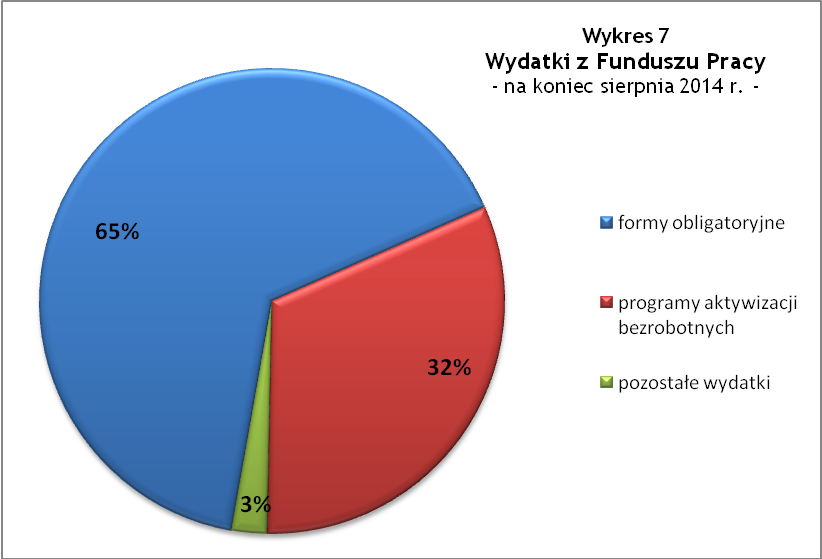 Wykres 7
Wydatki z Funduszu Pracy
- na koniec sierpnia 2014 r. -
65%
32%
3%
formy obligatoryjne
programy aktywizacji
bezrobotnych
pozostałe wydatki